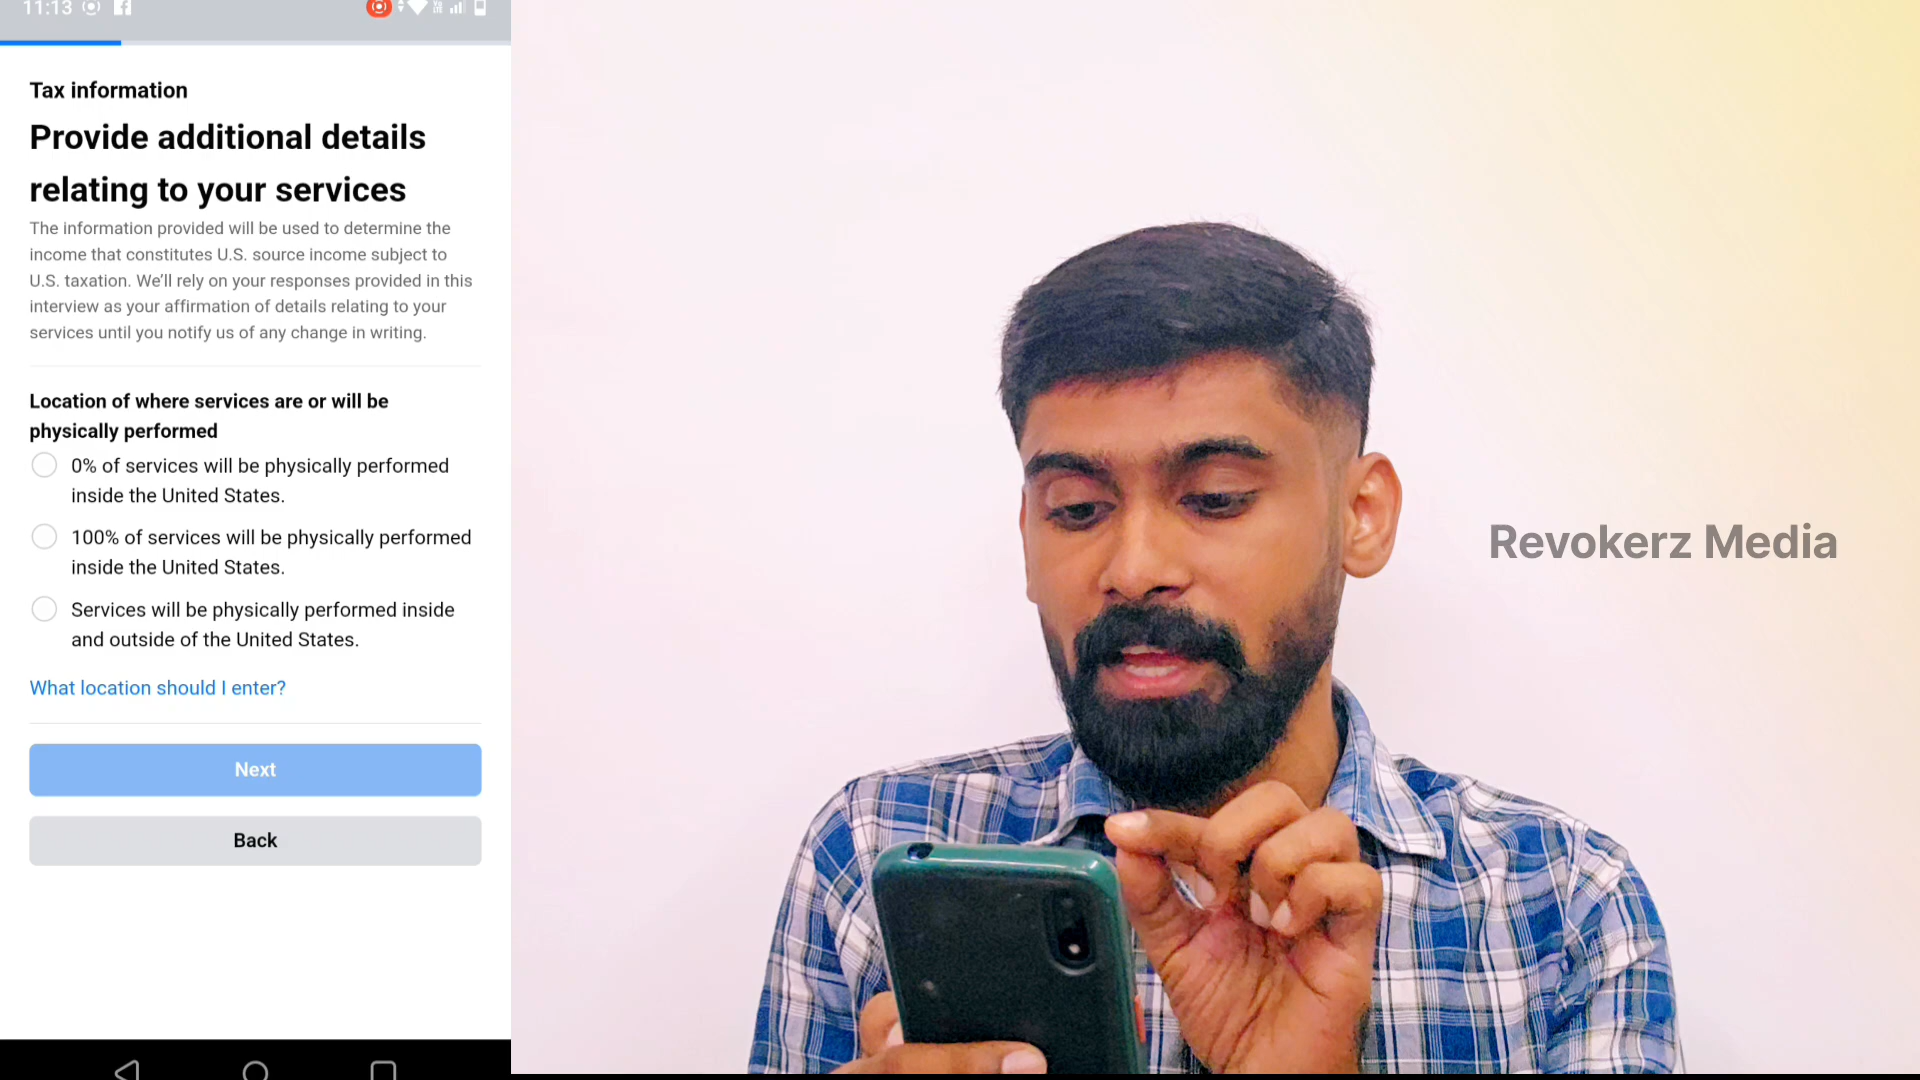 11:13
Tax information
Provide additional details
relating to your services
The information provided will be used to determine the
income that constitutes U.S. source income subject to
U.S. taxation. We'll rely on your responses provided in this
interview as your affirmation of details relating to your
services until you notify us of any change in writing.
Location of where services are or will be
physically performed
0% of services will be physically performed
inside the United States.
100% of services will be physically performed
inside the United States.
Services will be physically performed inside
and outside of the United States.
What location should I enter?
Next
Back
Revokerz Media